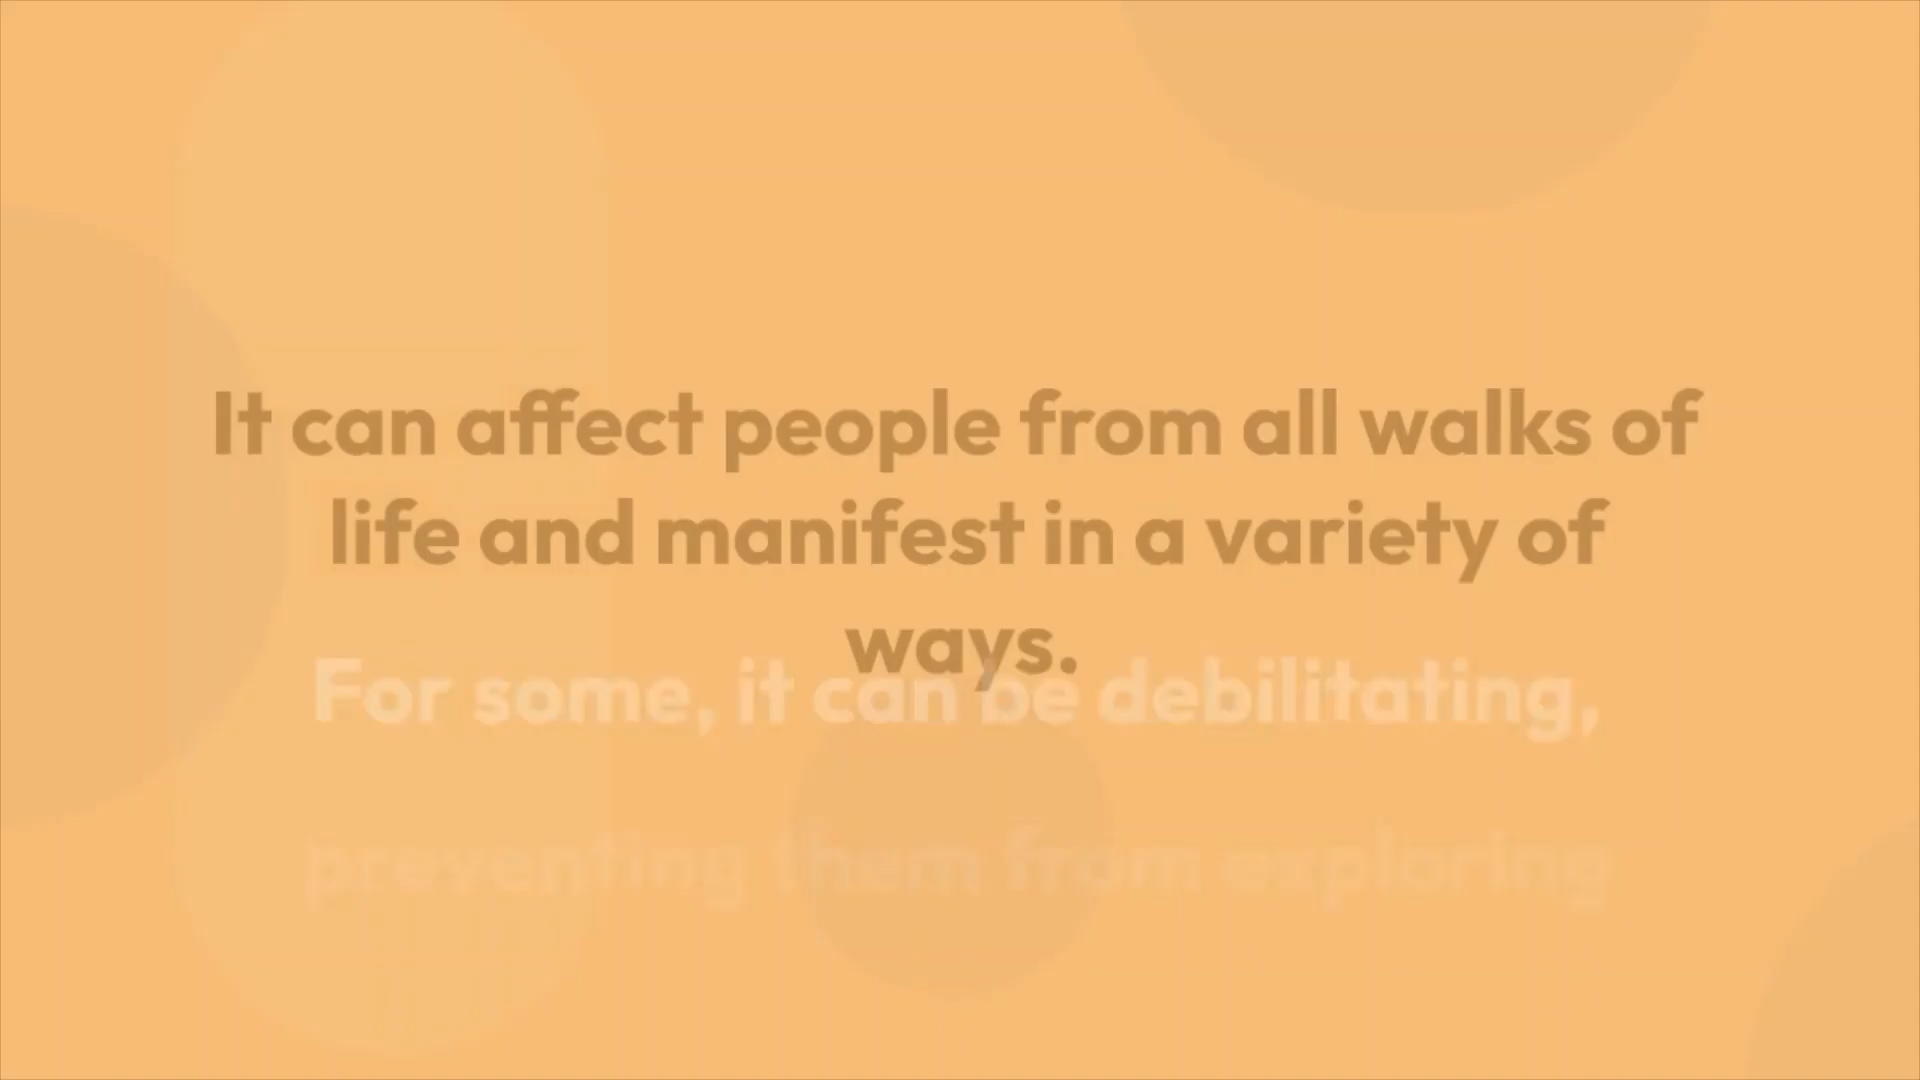 It can affect people from all walks of
life and manifest in a variety of
ways.
For some, it can be debilitating,
preventing them from exploring